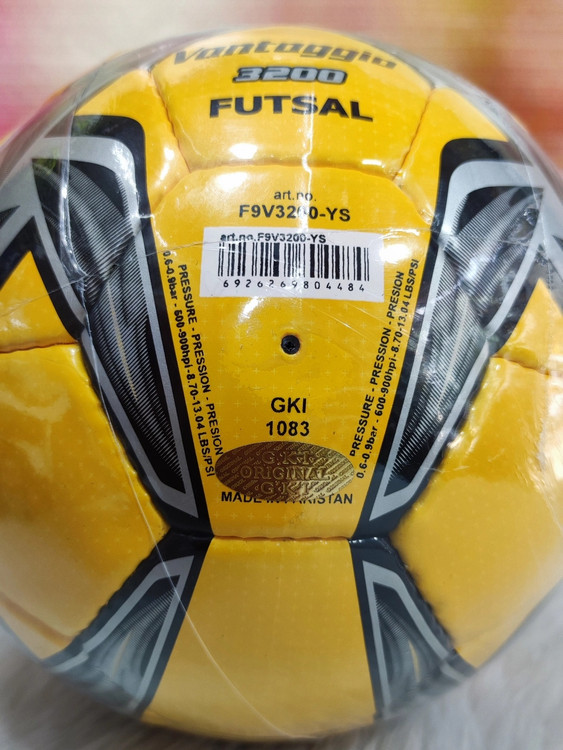 Vantaggio
3200
FUTSAL
art.no.
F9V3200-YS
art.no.F9V3200-YS
6926269804484
PRESSURE - PRESSION - PRESION
0.6-0.9bar - 600-900hpi-8.70-13.04 LBS/PSI
PRESSURE - PRESSION - PRESION
0.6-0.9bar - 600-900hpi-8.70-13.04 LBS/PSI
GKI
1083
G.K.I
ORIGINAL
G.K.I
MADE IN PAKISTAN